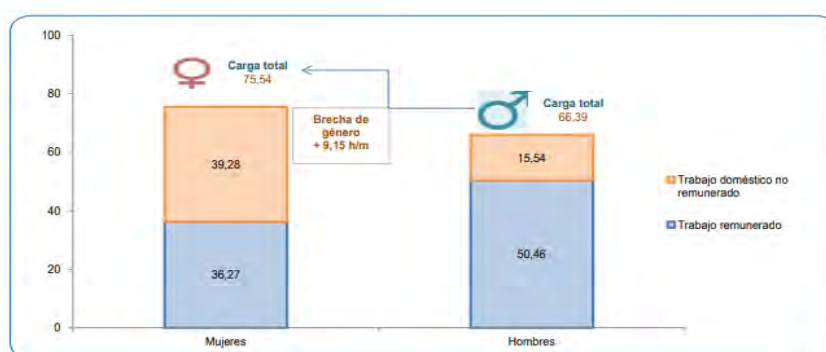 100
80
60
40
20
0
Carga total
75,54
Brecha de
género
+ 9,15 h/m
Carga total
66,39
39,28
36,27
15,54
50,46
Trabajo doméstico no
remunerado
Trabajo remunerado
Mujeres
Hombres